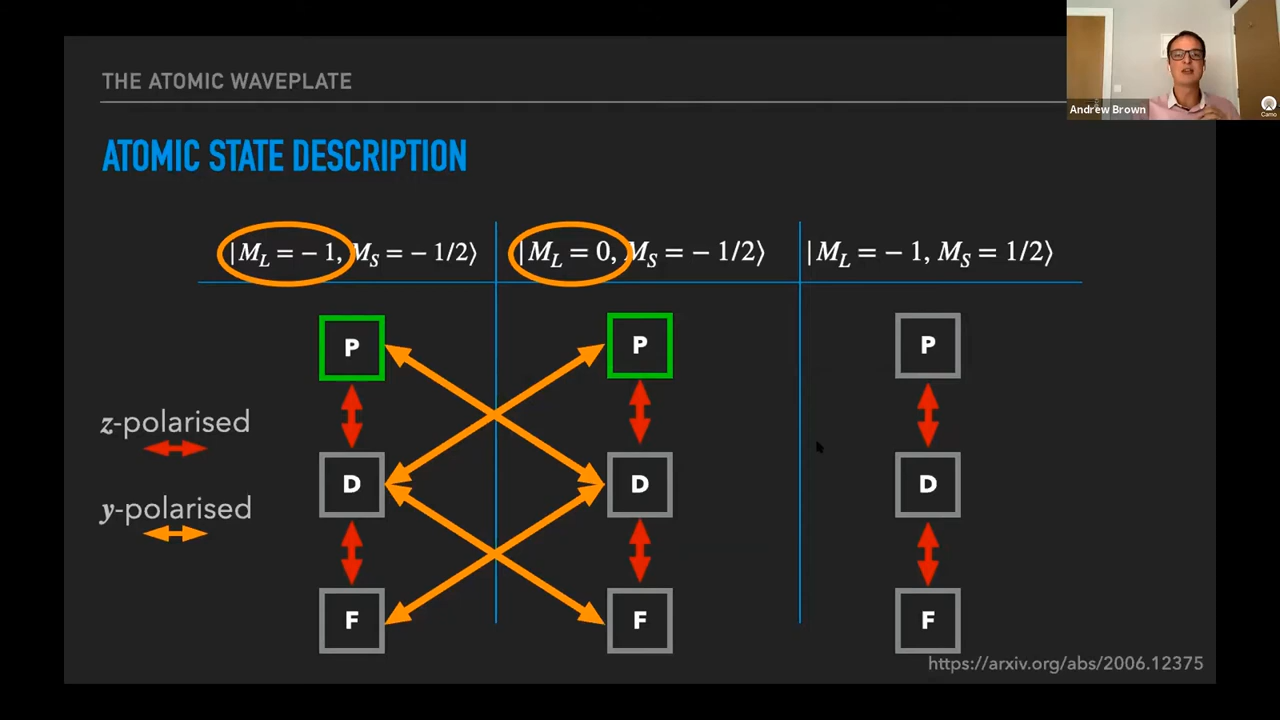 THE ATOMIC WAVEPLATE
Andrew Brown
Camo
ATOMIC STATE DESCRIPTION
|M_L = − 1, M_S = − 1/2⟩ |M_L = 0, M_S = − 1/2⟩ |M_L = − 1, M_S = 1/2⟩
P P P
z-polarised
D D D
y-polarised
F F F
https://arxiv.org/abs/2006.12375